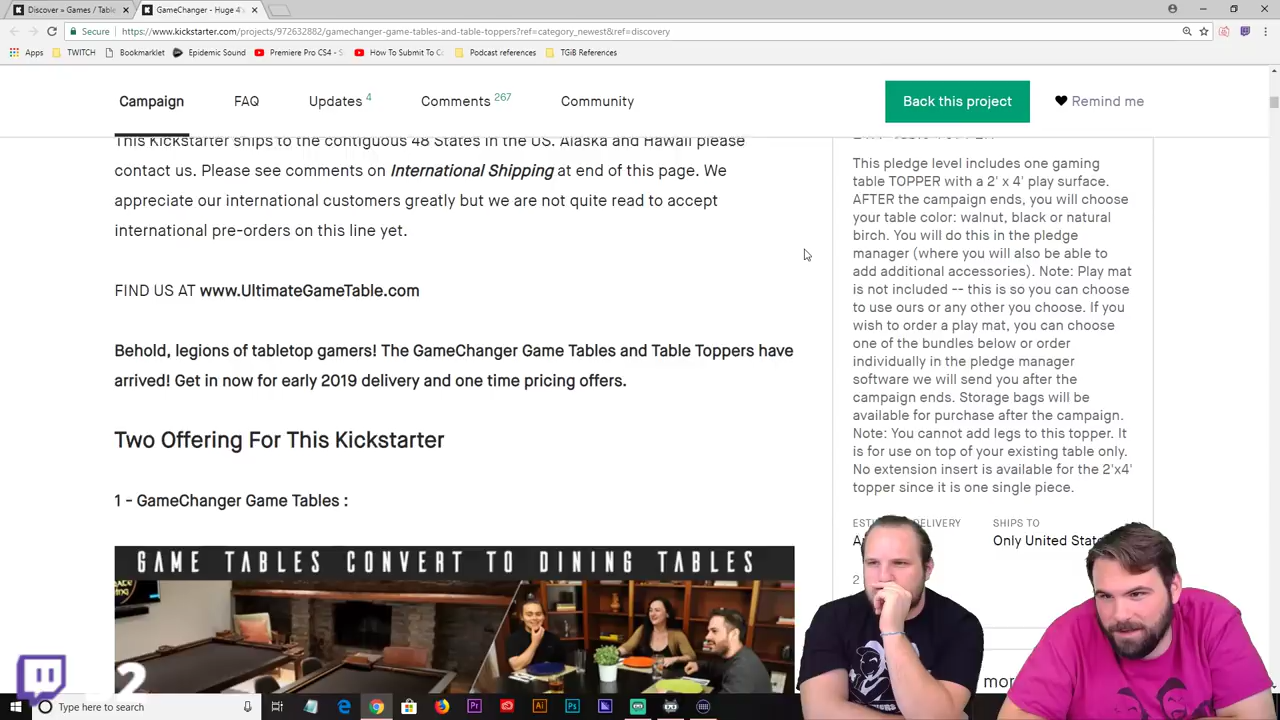 Discover » Games / Table
GameChanger - Huge 4'
Secure
https://www.kickstarter.com/projects/972632882/gamechanger-game-tables-and-table-toppers?ref=category_newest&ref=discovery
Apps
TWITCH
Bookmarklet
Epidemic Sound
Premiere Pro CS4 - S
How To Submit To Co
Podcast references
TGiB References
Campaign
FAQ
Updates 4
Comments 267
Community
Back this project
Remind me
This Kickstarter ships to the contiguous 48 States in the US. Alaska and Hawaii please
contact us. Please see comments on International Shipping at end of this page. We
appreciate our international customers greatly but we are not quite read to accept
international pre-orders on this line yet.
FIND US AT www.UltimateGameTable.com
Behold, legions of tabletop gamers! The GameChanger Game Tables and Table Toppers have
arrived! Get in now for early 2019 delivery and one time pricing offers.
Two Offering For This Kickstarter
1 - GameChanger Game Tables :
GAME TABLES CONVERT TO DINING TABLES
This pledge level includes one gaming
table TOPPER with a 2' x 4' play surface.
AFTER the campaign ends, you will choose
your table color: walnut, black or natural
birch. You will do this in the pledge
manager (where you will also be able to
add additional accessories). Note: Play mat
is not included -- this is so you can choose
to use ours or any other you choose. If you
wish to order a play mat, you can choose
one of the bundles below or order
individually in the pledge manager
software we will send you after the
campaign ends. Storage bags will be
available for purchase after the campaign.
Note: You cannot add legs to this topper. It
is for use on top of your existing table only.
No extension insert is available for the 2'x4'
topper since it is one single piece.
DELIVERY
SHIPS TO
Only United State
2
mor
Type here to search